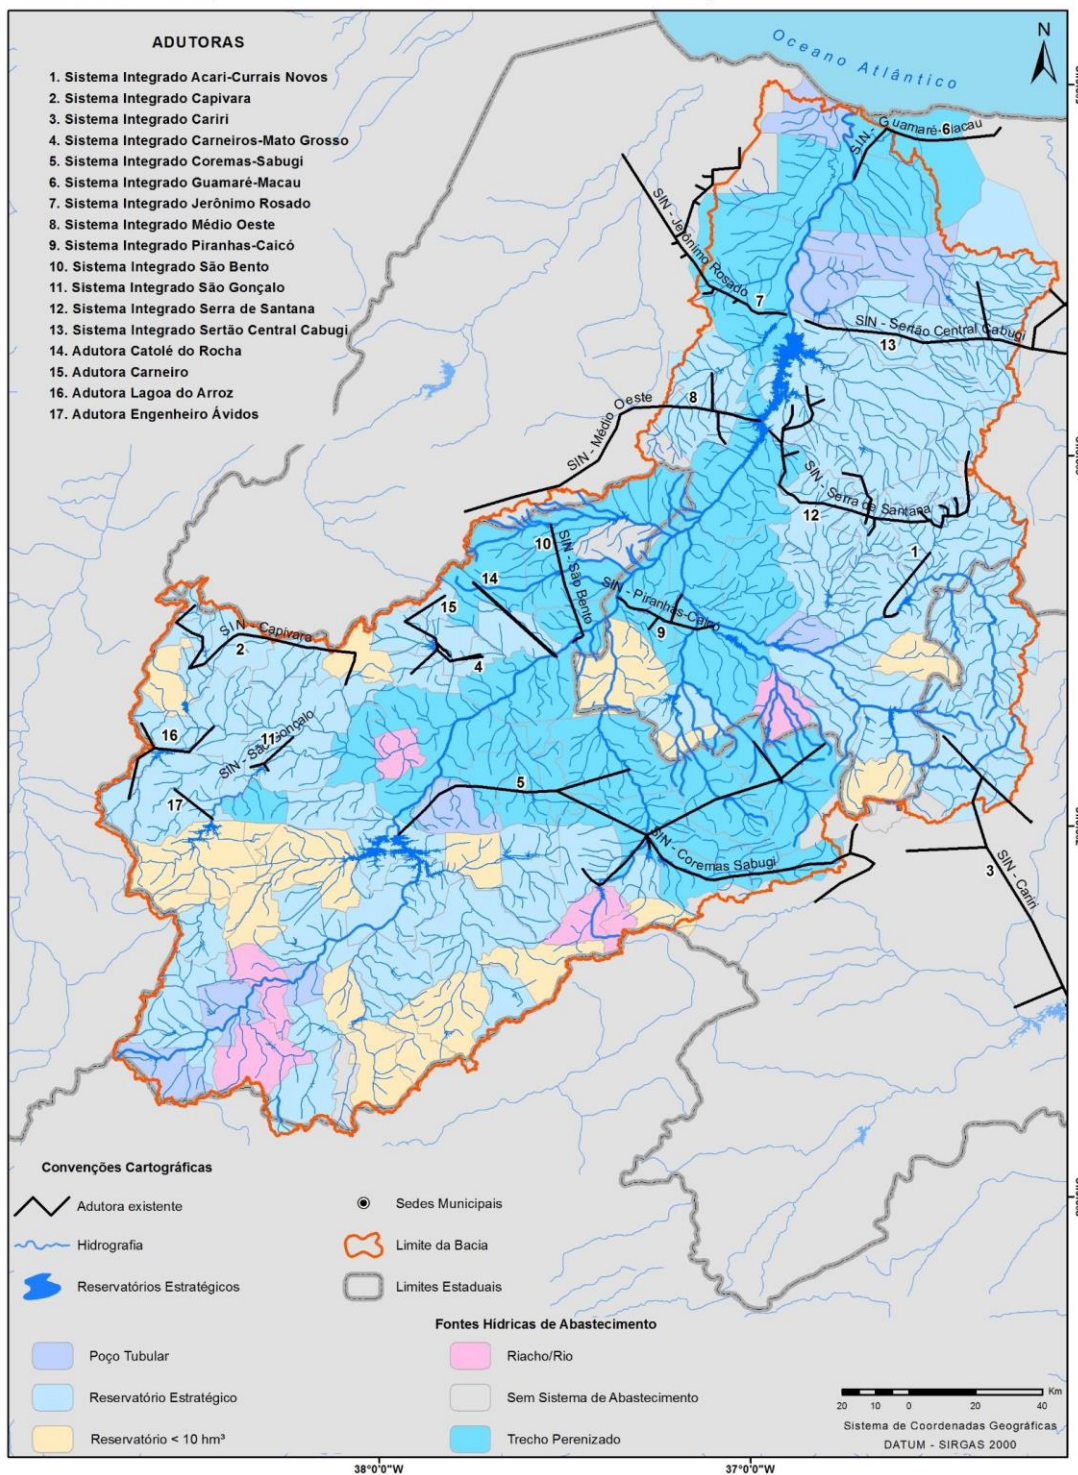 ADUTORAS
1. Sistema Integrado Acari-Currais Novos
2. Sistema Integrado Capivara
3. Sistema Integrado Cariri
4. Sistema Integrado Carneiros-Mato Grosso
5. Sistema Integrado Coremas-Sabugi
6. Sistema Integrado Guamaré-Macau
7. Sistema Integrado Jerônimo Rosado
8. Sistema Integrado Médio Oeste
9. Sistema Integrado Piranhas-Caicó
10. Sistema Integrado São Bento
11. Sistema Integrado São Gonçalo
12. Sistema Integrado Serra de Santana
13. Sistema Integrado Sertão Central Cabugi
14. Adutora Catolé do Rocha
15. Adutora Carneiro
16. Adutora Lagoa do Arroz
17. Adutora Engenheiro Ávidos
N
Oceano Atlântico
SIN - Guamaré-Macau
6
SIN - Jerônimo Rosado
7
SIN - Sertão Central Cabugi
13
8
SIN - Médio Oeste
SIN - Serra de Santana
12
10
SIN - São Bento
1
14
SIN - Piranhas-Caicó
15
9
SIN - Capivara
2
4
16
11
SIN - São Gonçalo
5
17
SIN - Coremas Sabugi
3
SIN - Cariri
Convenções Cartográficas
Adutora existente
Sedes Municipais
Hidrografia
Limite da Bacia
Reservatórios Estratégicos
Limites Estaduais
Fontes Hídricas de Abastecimento
Poço Tubular
Riacho/Rio
Reservatório Estratégico
Sem Sistema de Abastecimento
Reservatório < 10 hm³
Trecho Perenizado
Km
20 10 0 20 40
Sistema de Coordenadas Geográficas
DATUM - SIRGAS 2000
38°0'0"W
37°0'0"W